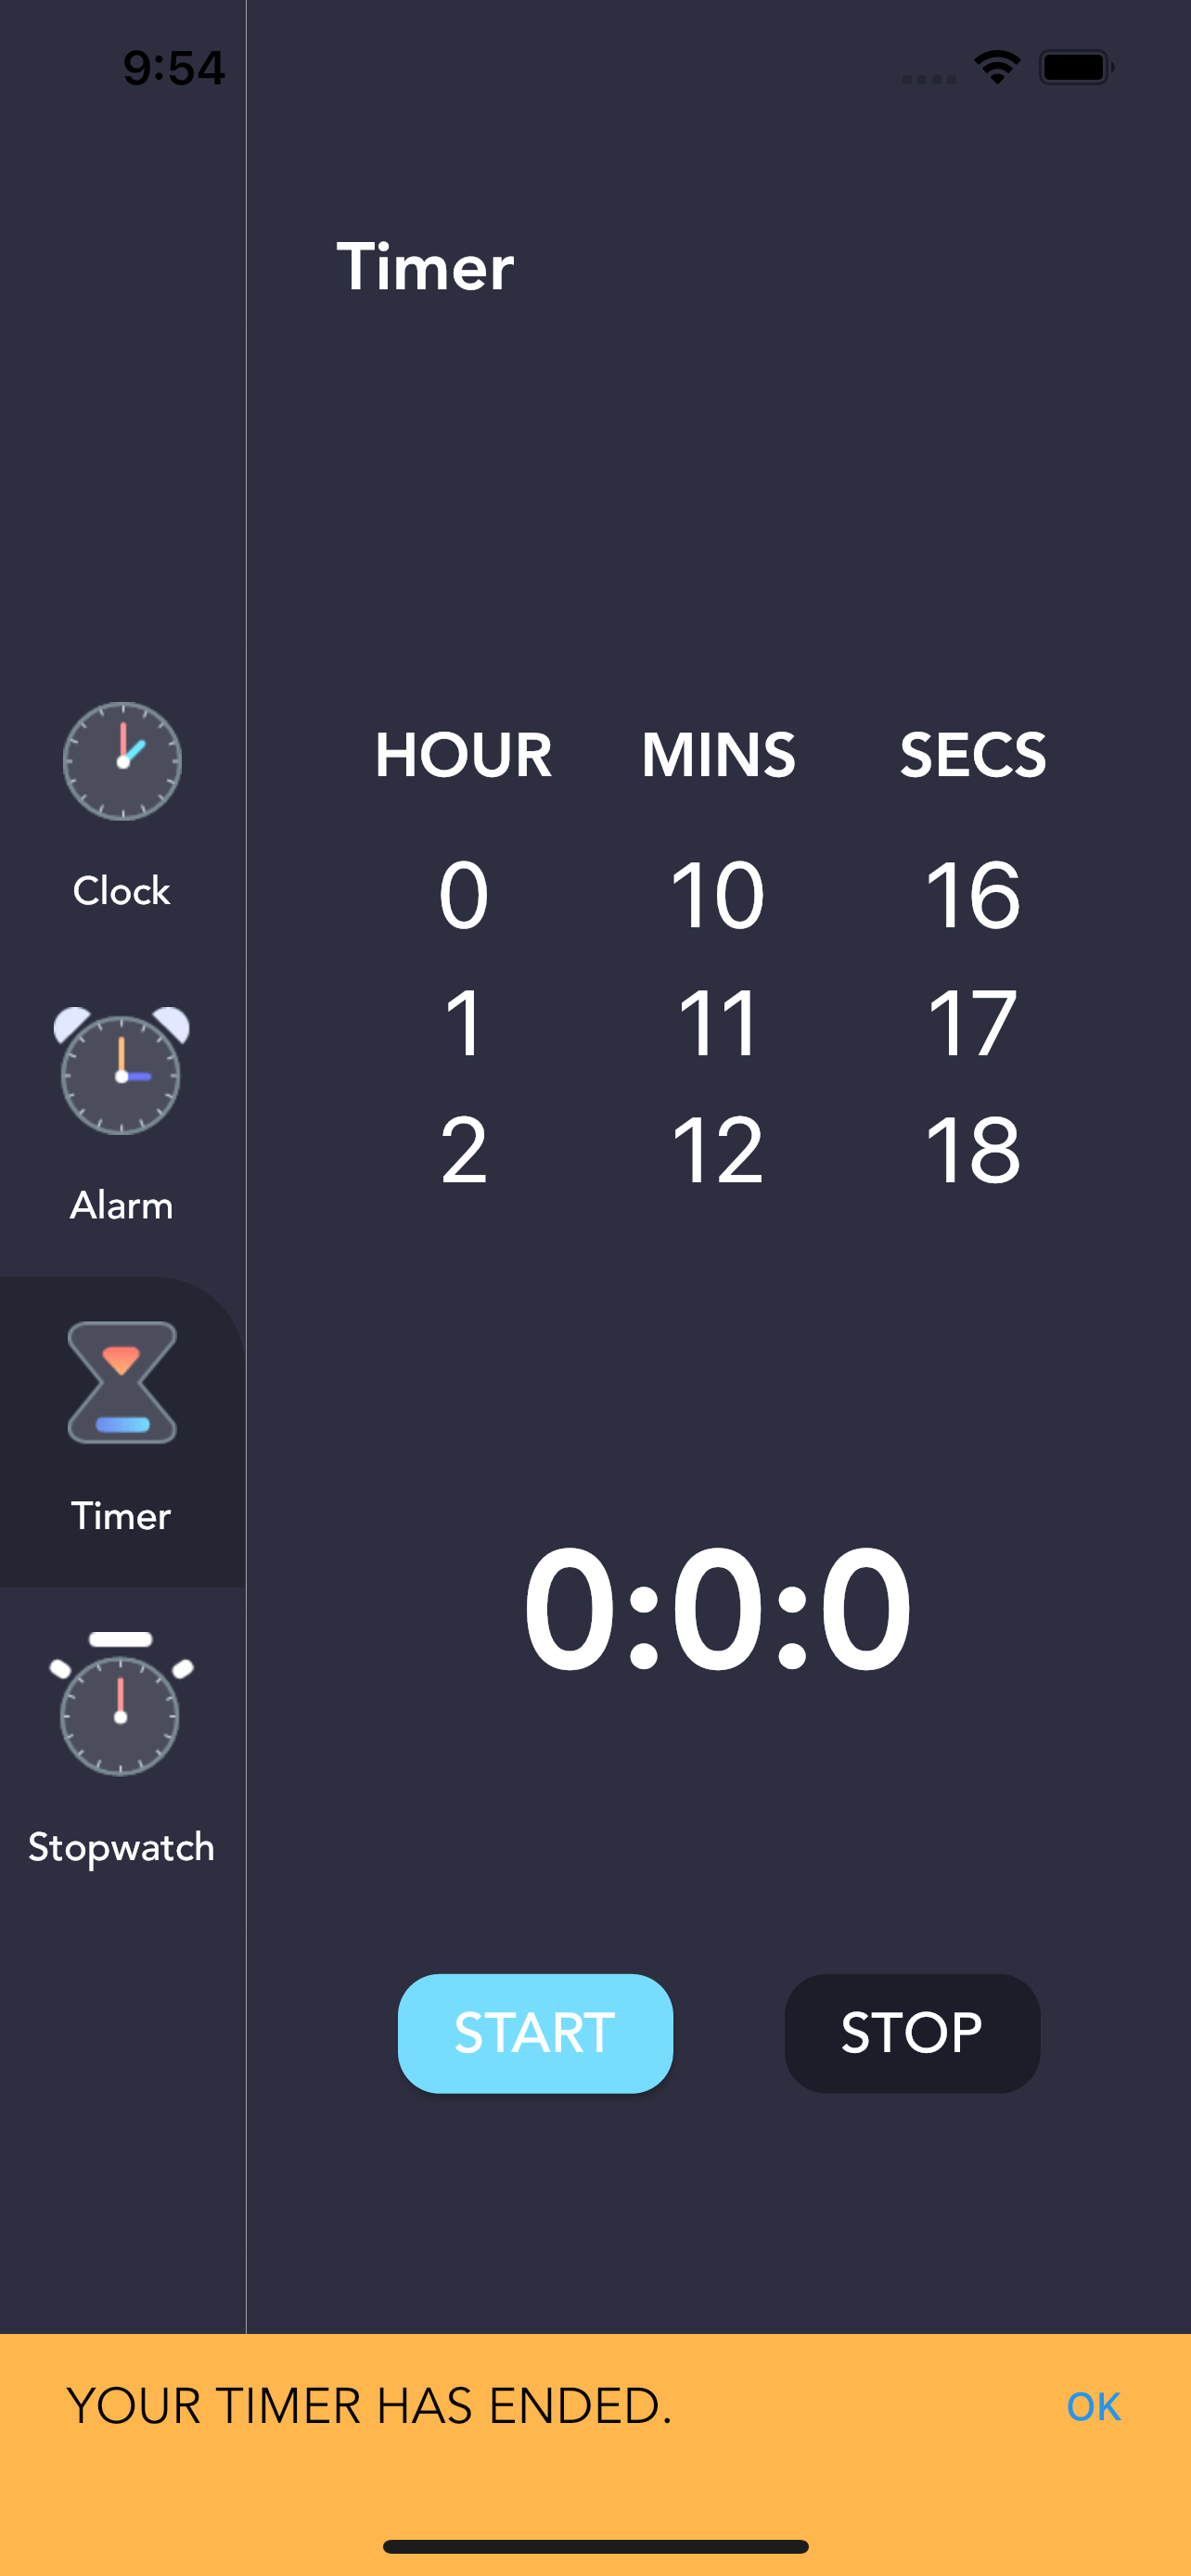 9:54
Timer
HOUR MINS SECS
0 10 16
1 11 17
2 12 18
Clock
Alarm
Timer
Stopwatch
0:0:0
START STOP
YOUR TIMER HAS ENDED. OK